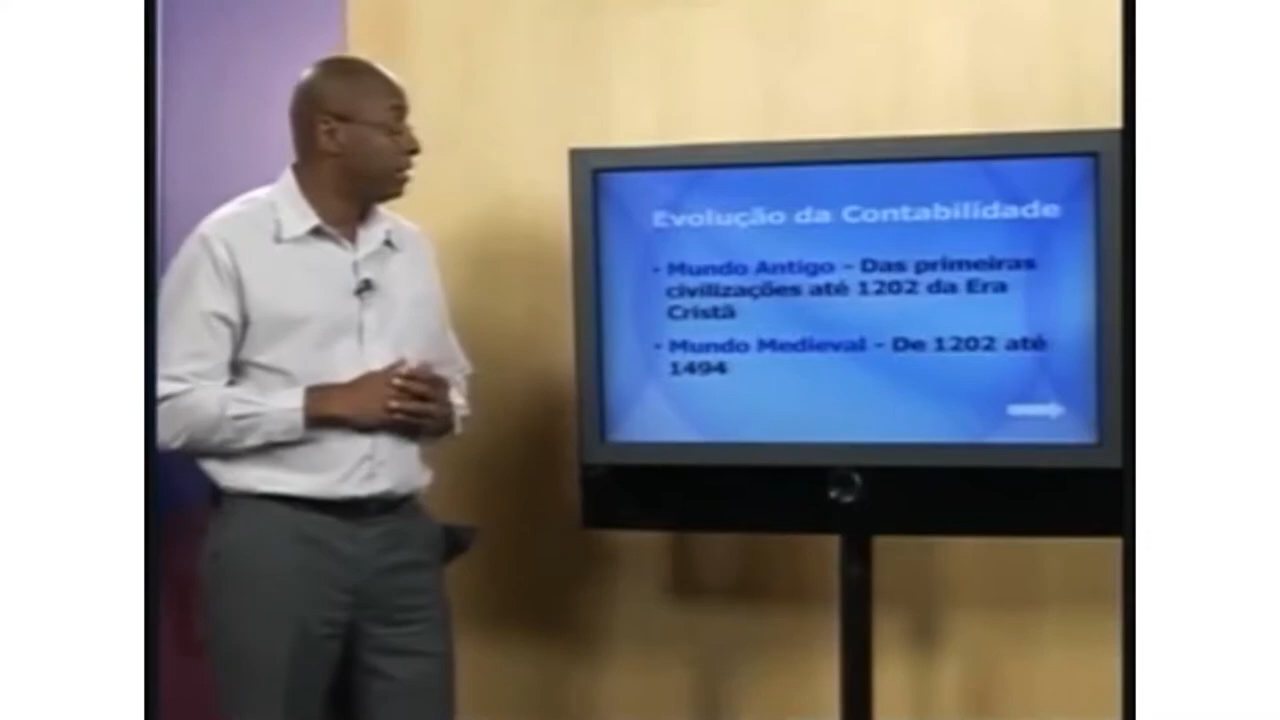 Evolução da Contabilidade
• Mundo Antigo - Das primeiras
civilizações até 1202 da Era
Cristã
• Mundo Medieval - De 1202 até
1494